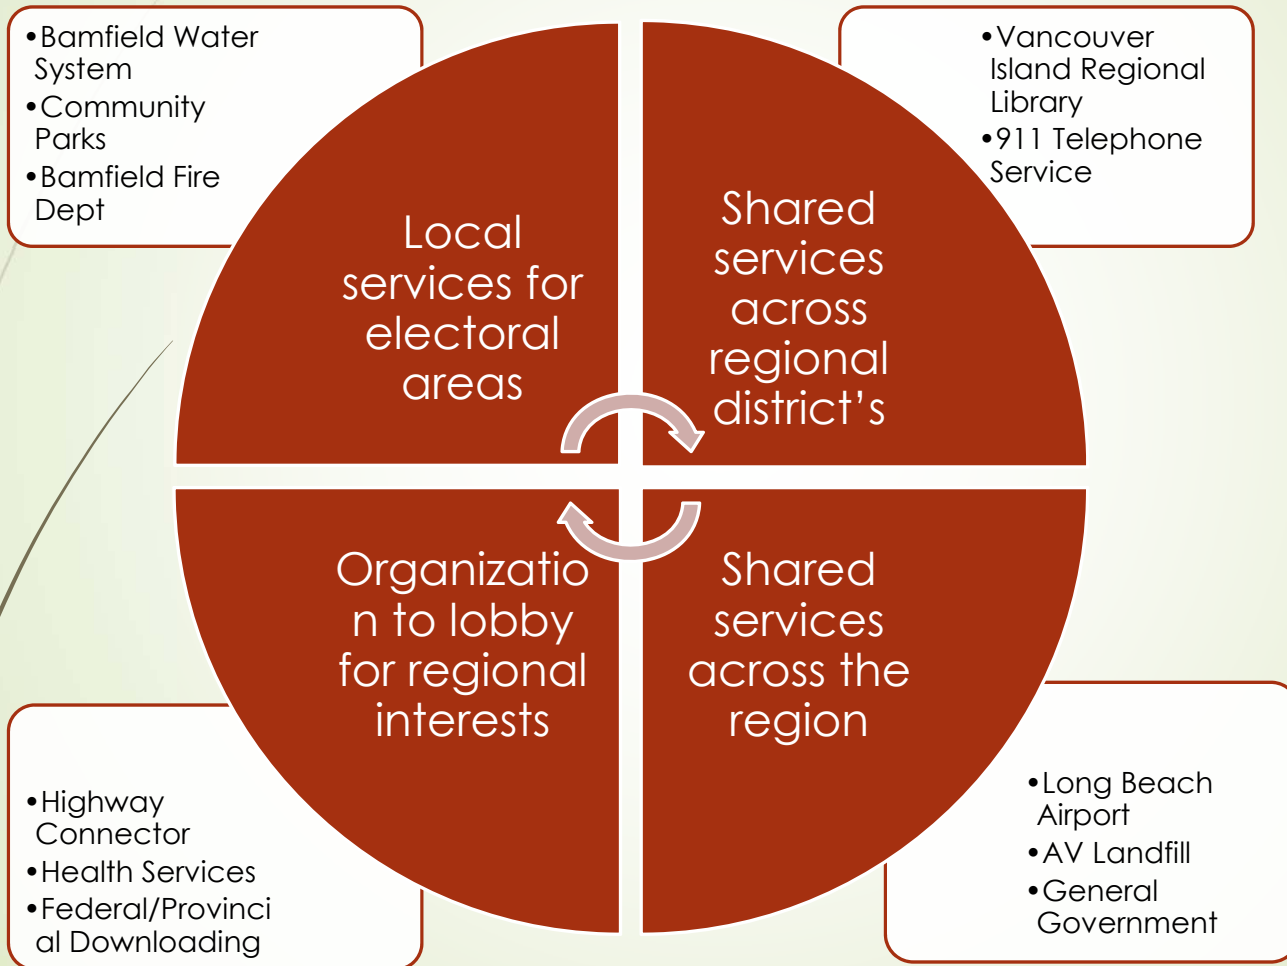 •Bamfield Water
System
•Community
Parks
•Bamfield Fire
Dept
•Vancouver
Island Regional
Library
•911 Telephone
Service
Local
services for
electoral
areas
Shared
services
across
regional
district’s
Organizatio
n to lobby
for regional
interests
Shared
services
across the
region
•Highway
Connector
•Health Services
•Federal/Provinci
al Downloading
•Long Beach
Airport
•AV Landfill
•General
Government